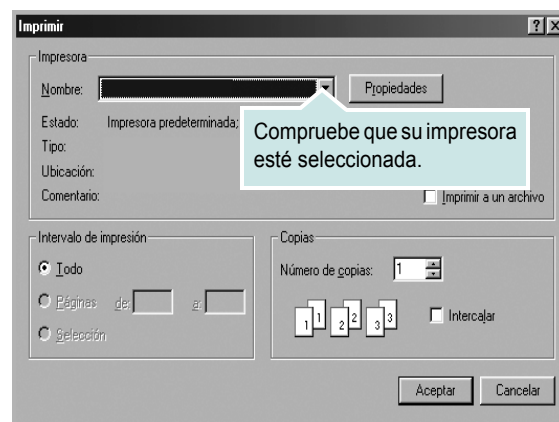 Imprimir
Impresora
Nombre:
Propiedades
Estado: Impresora predeterminada;
Tipo:
Ubicación:
Comentario:
Compruebe que su impresora
esté seleccionada.
Imprimir a un archivo
Intervalo de impresión
Todo
Páginas de: a:
Selección
Copias
Número de copias: 1
1 1 2 2 3 3
Intercalar
Aceptar Cancelar